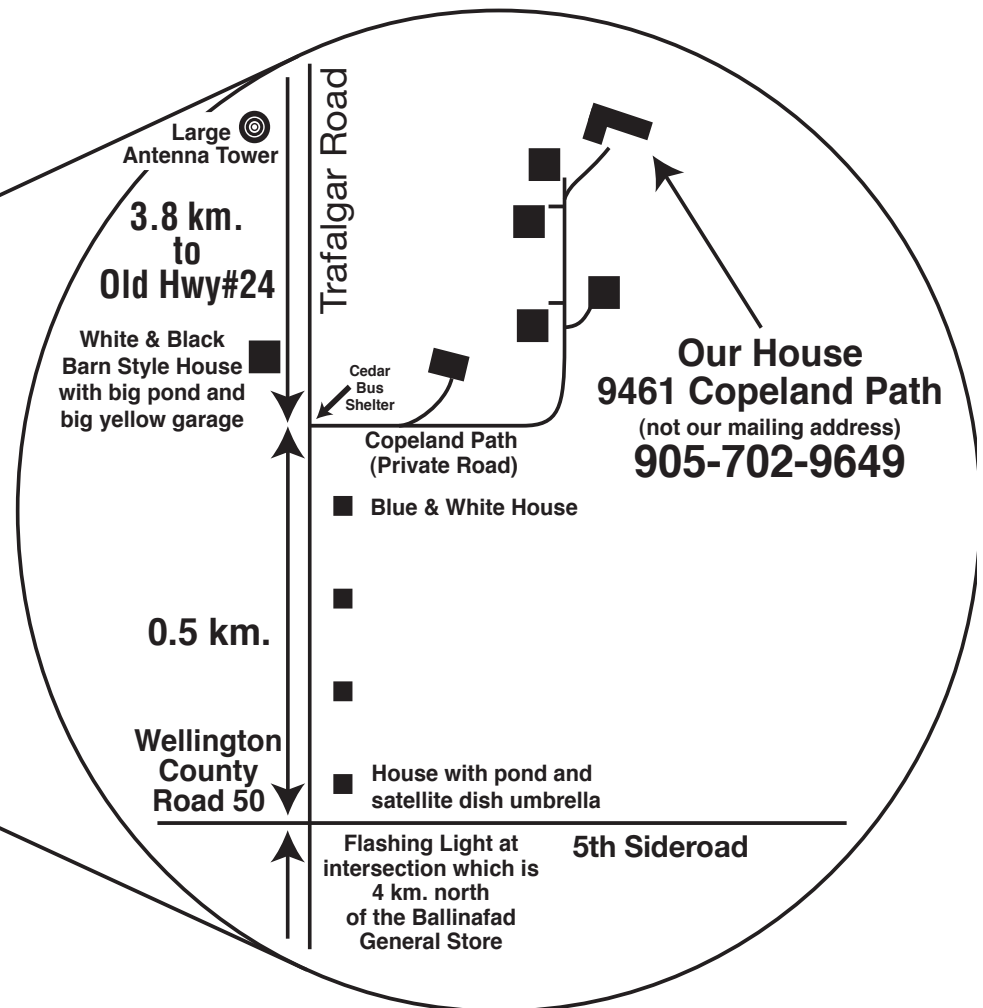 Trafalgar Road
Large
Antenna Tower
3.8 km.
to
Old Hwy#24
White & Black
Barn Style House
with big pond and
big yellow garage
Cedar
Bus
Shelter
Our House
9461 Copeland Path
(not our mailing address)
905-702-9649
Copeland Path
(Private Road)
Blue & White House
0.5 km.
Wellington
County
Road 50
House with pond and
satellite dish umbrella
Flashing Light at
intersection which is
4 km. north
of the Ballinafad
General Store
5th Sideroad